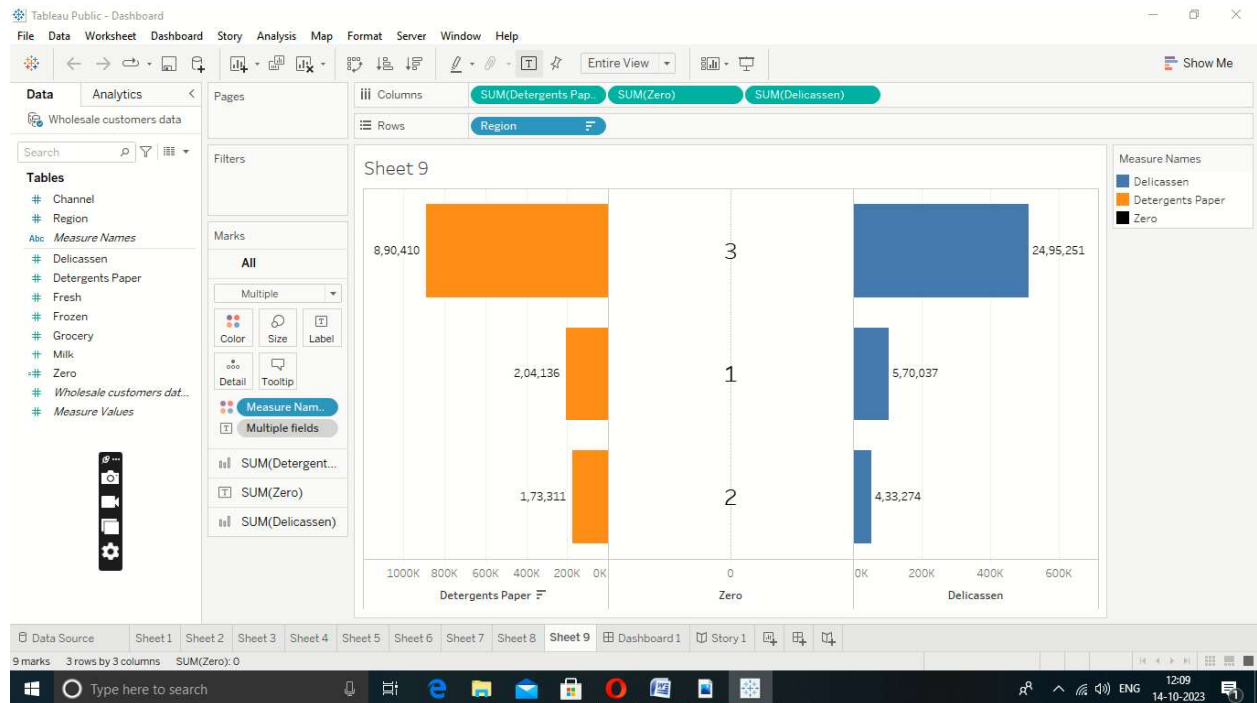 Tableau Public - Dashboard
File Data Worksheet Dashboard Story Analysis Map Format Server Window Help
Entire View
Show Me
Data Analytics
Wholesale customers data
Search
Tables
# Channel
# Region
Abc Measure Names
# Delicassen
# Detergents Paper
# Fresh
# Frozen
# Grocery
# Milk
=# Zero
# Wholesale customers dat...
# Measure Values
Pages
Filters
Marks
All
Multiple
Color Size Label
Detail Tooltip
Measure Nam..
Multiple fields
SUM(Detergent...
SUM(Zero)
SUM(Delicassen)
Columns SUM(Detergents Pap.. SUM(Zero) SUM(Delicassen)
Rows Region
Sheet 9
8,90,410 3 24,95,251
2,04,136 1 5,70,037
1,73,311 2 4,33,274
1000K 800K 600K 400K 200K 0K 0 0K 200K 400K 600K
Detergents Paper Zero Delicassen
Measure Names
Delicassen
Detergents Paper
Zero
Data Source Sheet 1 Sheet 2 Sheet 3 Sheet 4 Sheet 5 Sheet 6 Sheet 7 Sheet 8 Sheet 9 Dashboard 1 Story 1
9 marks 3 rows by 3 columns SUM(Zero): 0
Type here to search
ENG
12:09
14-10-2023